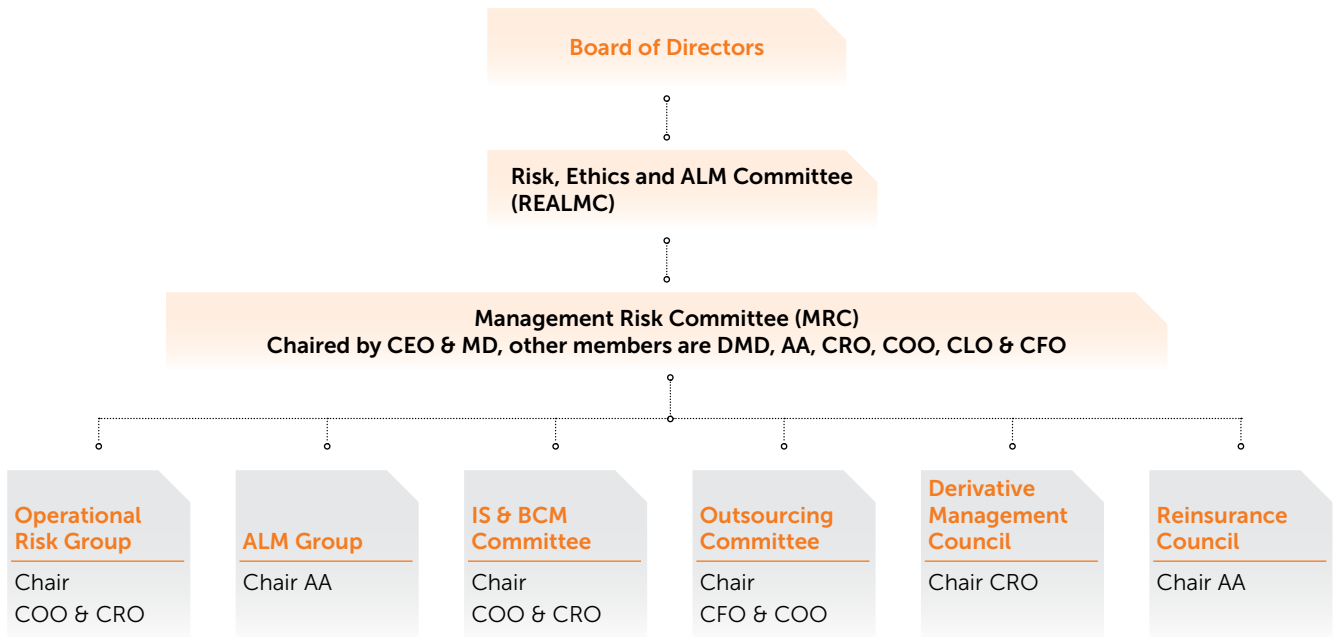 Board of Directors
Risk, Ethics and ALM Committee
(REALMC)
Management Risk Committee (MRC)
Chaired by CEO & MD, other members are DMD, AA, CRO, COO, CLO & CFO
Operational
Risk Group
Chair
COO & CRO
ALM Group
Chair AA
IS & BCM
Committee
Chair
COO & CRO
Outsourcing
Committee
Chair
CFO & COO
Derivative
Management
Council
Chair CRO
Reinsurance
Council
Chair AA